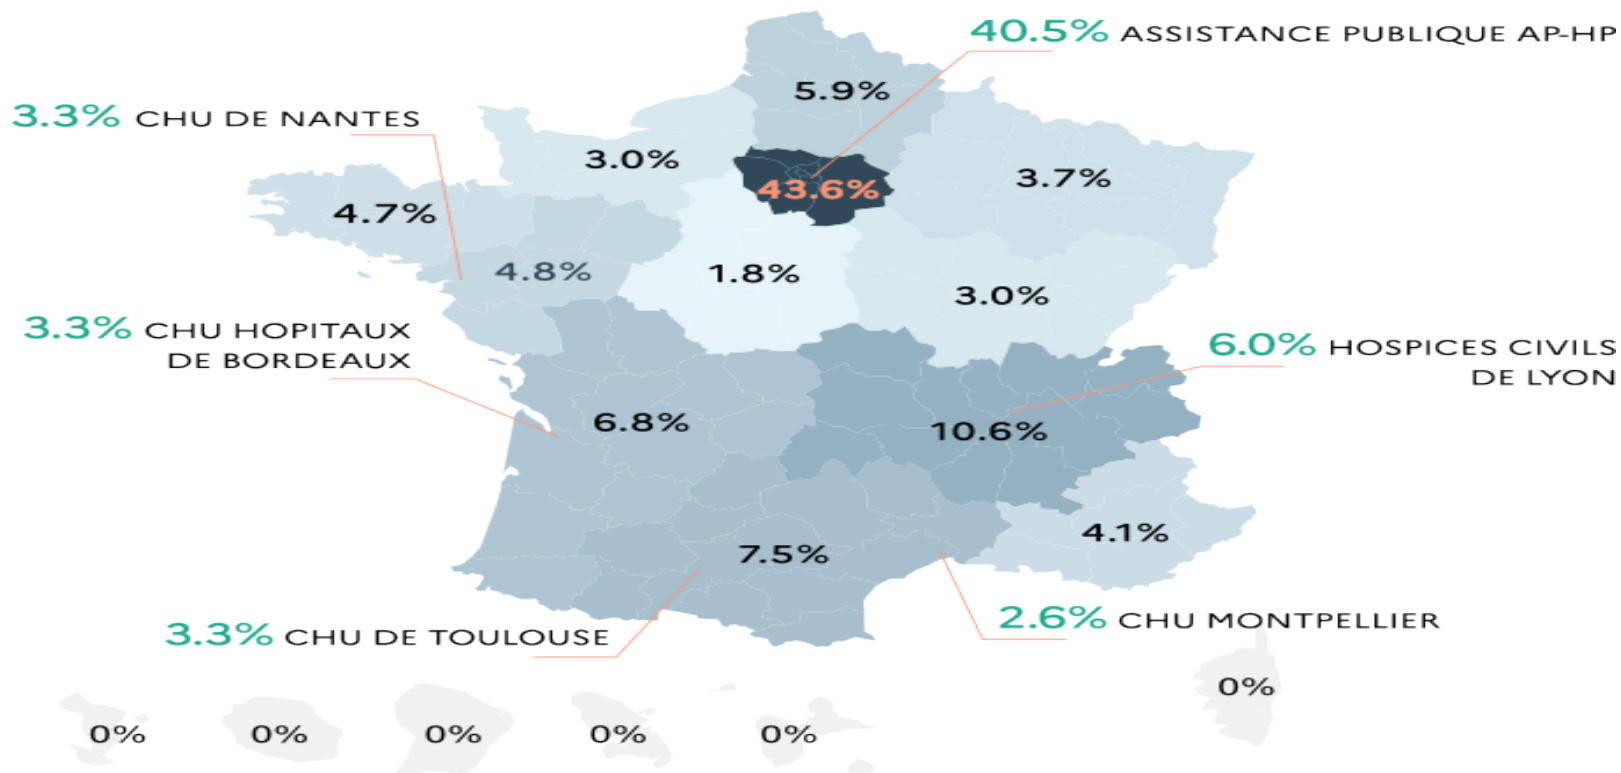 40.5% ASSISTANCE PUBLIQUE AP-HP
5.9%
3.3% CHU DE NANTES
3.0%
43.6%
3.7%
4.7%
4.8%
1.8%
3.0%
3.3% CHU HOPITAUX
DE BORDEAUX
6.0% HOSPICES CIVILS
DE LYON
6.8%
10.6%
4.1%
7.5%
3.3% CHU DE TOULOUSE
2.6% CHU MONTPELLIER
0%
0%
0%
0%
0%
0%